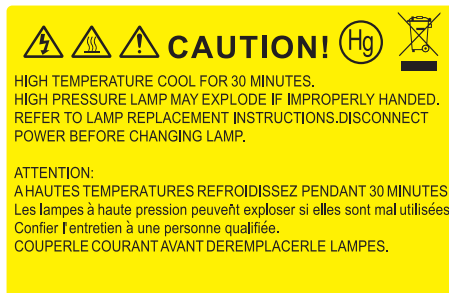 CAUTION! Hg
HIGH TEMPERATURE COOL FOR 30 MINUTES.
HIGH PRESSURE LAMP MAY EXPLODE IF IMPROPERLY HANDED.
REFER TO LAMP REPLACEMENT INSTRUCTIONS.DISCONNECT
POWER BEFORE CHANGING LAMP.
ATTENTION:
A HAUTES TEMPERATURES REFROIDISSEZ PENDANT 30 MINUTES
Les lampes à haute pression peuvent exploser si elles sont mal utilisées
Confier l'entretien à une personne qualifiée.
COUPERLE COURANT AVANT DEREMPLACERLE LAMPES.